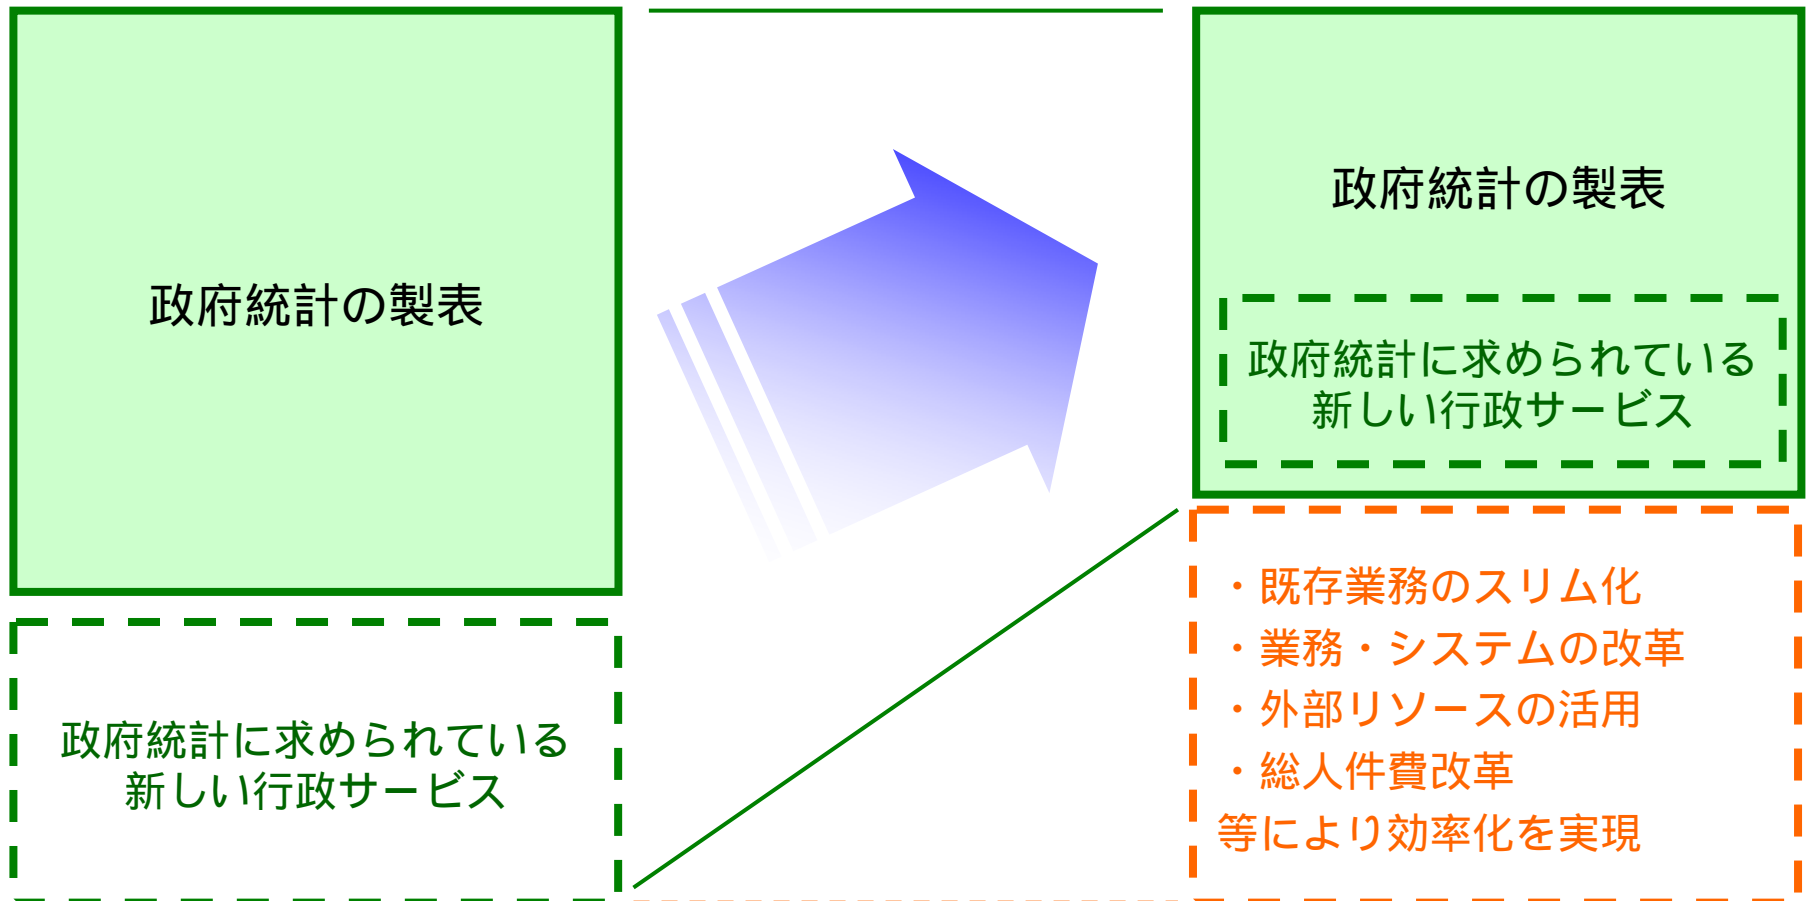 政府統計の製表
政府統計に求められている
新しい行政サービス
政府統計の製表
政府統計に求められている
新しい行政サービス
・既存業務のスリム化
・業務・システムの改革
・外部リソースの活用
・総人件費改革
等により効率化を実現